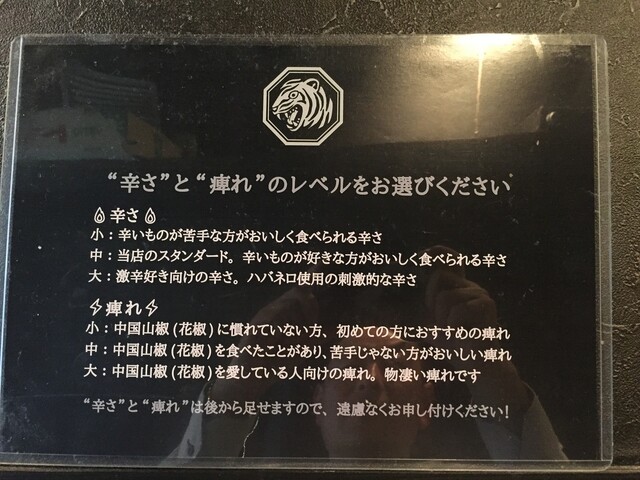 “辛さ”と“痺れ”のレベルをお選びください
辛さ
小：辛いものが苦手な方がおいしく食べられる辛さ
中：当店のスタンダード。辛いものが好きな方がおいしく食べられる辛さ
大：激辛好き向けの辛さ。ハバネロ使用の刺激的な辛さ
痺れ
小：中国山椒(花椒)に慣れていない方、初めての方におすすめの痺れ
中：中国山椒(花椒)を食べたことがあり、苦手じゃない方がおいしい痺れ
大：中国山椒(花椒)を愛している人向けの痺れ。物凄い痺れです
“辛さ”と“痺れ”は後から足せますので、遠慮なくお申し付けください！